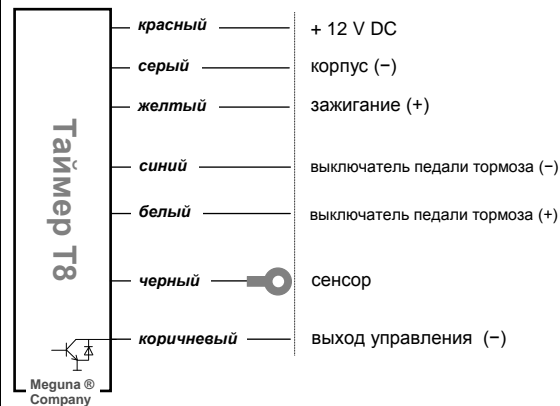 красный + 12 V DC
серый корпус (−)
желтый зажигание (+)
Таймер Т8
синий выключатель педали тормоза (−)
белый выключатель педали тормоза (+)
черный сенсор
коричневый выход управления (−)
Meguna ®
Company